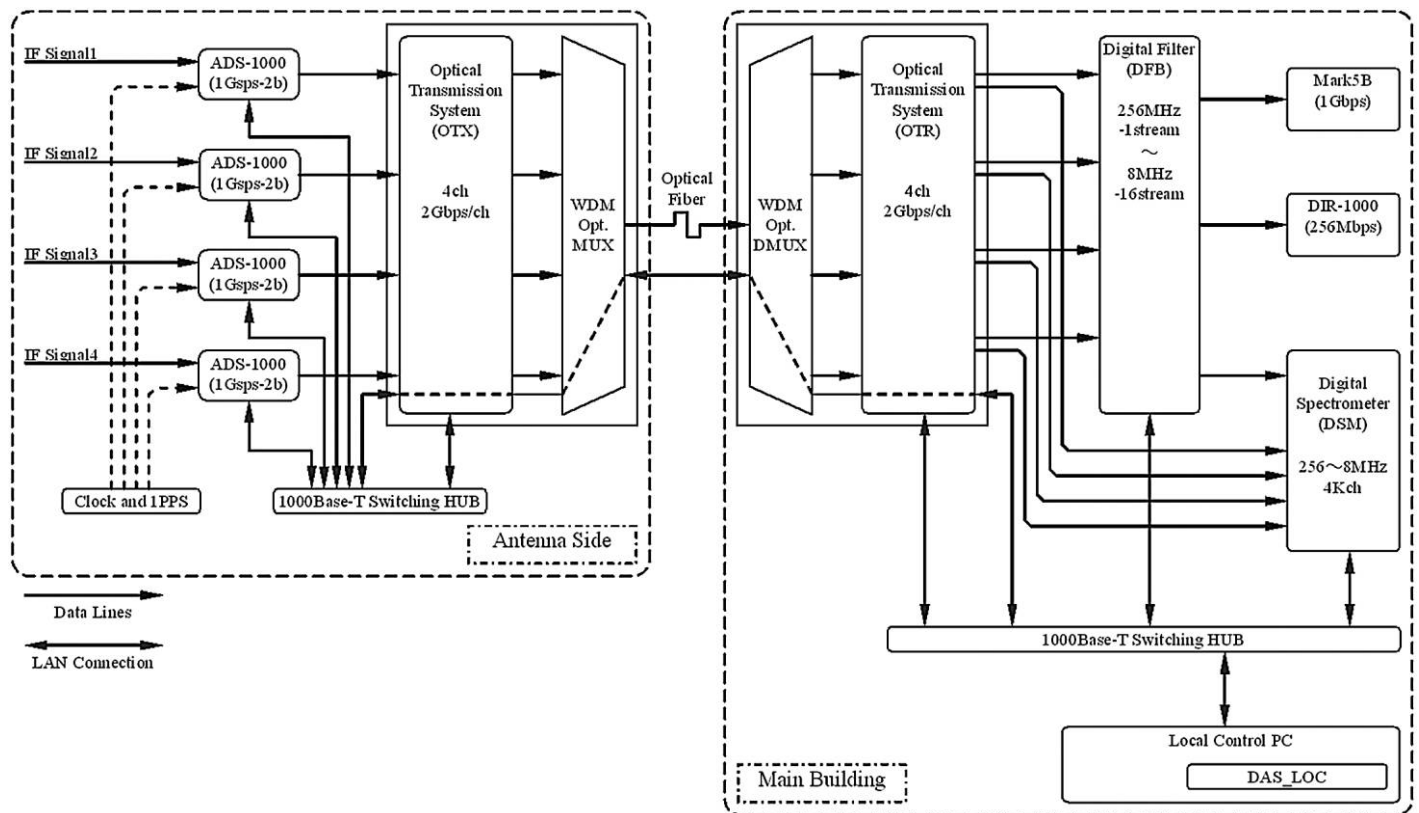 IF Signal1
ADS-1000
(1Gsps-2b)
IF Signal2
ADS-1000
(1Gsps-2b)
IF Signal3
ADS-1000
(1Gsps-2b)
IF Signal4
ADS-1000
(1Gsps-2b)
Clock and 1PPS
1000Base-T Switching HUB
Optical
Transmission
System
(OTX)
4ch
2Gbps/ch
WDM
Opt.
MUX
Antenna Side
Optical
Fiber
Data Lines
LAN Connection
WDM
Opt.
DMUX
Optical
Transmission
System
(OTR)
4ch
2Gbps/ch
Digital Filter
(DFB)
256MHz
-1stream
～
8MHz
-16stream
Mark5B
(1Gbps)
DIR-1000
(256Mbps)
Digital
Spectrometer
(DSM)
256～8MHz
4Kch
1000Base-T Switching HUB
Local Control PC
DAS_LOC
Main Building